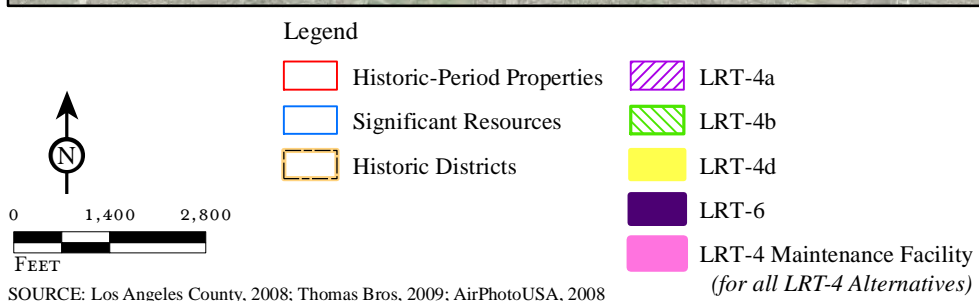 Legend
Historic-Period Properties
Significant Resources
Historic Districts
LRT-4a
LRT-4b
LRT-4d
LRT-6
LRT-4 Maintenance Facility
(for all LRT-4 Alternatives)
N
0 1,400 2,800
FEET
SOURCE: Los Angeles County, 2008; Thomas Bros, 2009; AirPhotoUSA, 2008